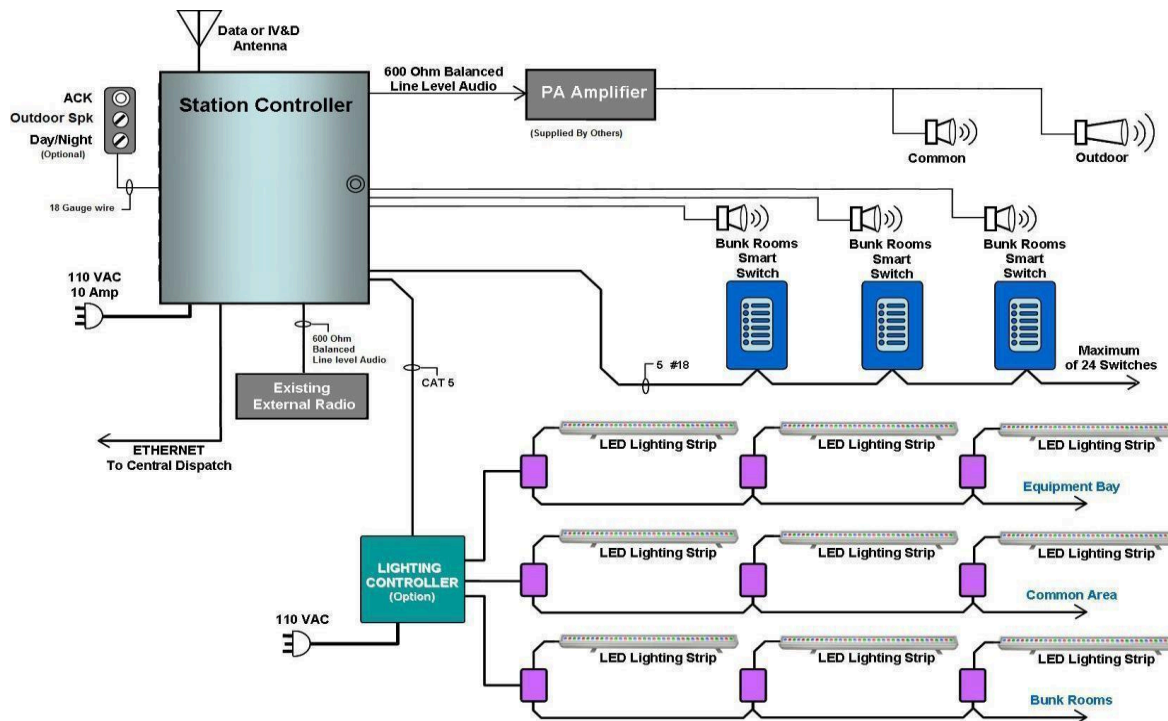 Data or IV&D
Antenna
Station Controller
ACK
Outdoor Spk
Day/Night
(Optional)
18 Gauge wire
600 Ohm Balanced
Line Level Audio
PA Amplifier
(Supplied By Others)
Common
Outdoor
Bunk Rooms
Smart
Switch
Bunk Rooms
Smart
Switch
Bunk Rooms
Smart
Switch
110 VAC
10 Amp
600 Ohm
Balanced
Line level Audio
Existing
External Radio
CAT 5
5 #18
Maximum
of 24 Switches
ETHERNET
To Central Dispatch
LED Lighting Strip
LED Lighting Strip
LED Lighting Strip
Equipment Bay
LIGHTING
CONTROLLER
(Option)
110 VAC
LED Lighting Strip
LED Lighting Strip
LED Lighting Strip
Common Area
LED Lighting Strip
LED Lighting Strip
LED Lighting Strip
Bunk Rooms